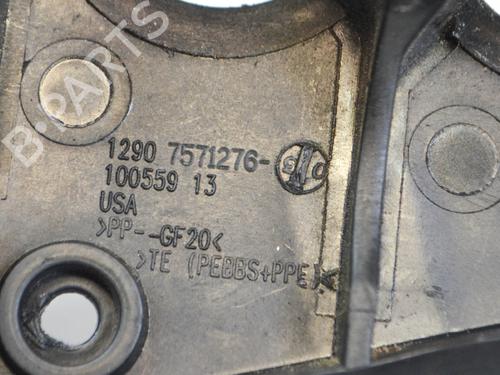 B-PARTS
1290 7571276-
100559 13
USA
>PP--GF20<
>TE (PEBBS+PPE)<